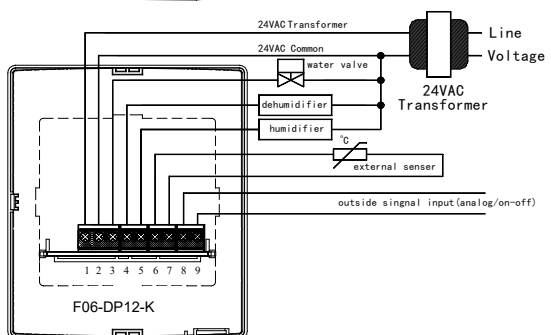 24VAC Transformer
Line
24VAC Common
Voltage
water valve
24VAC
Transformer
dehumidifier
humidifier
°C
external senser
outside singnal input(analog/on-off)
1 2 3 4 5 6 7 8 9
F06-DP12-K